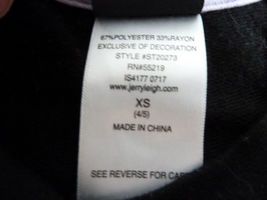 67%POLYESTER 33%RAYON
EXCLUSIVE OF DECORATION
STYLE #ST20273
RN#55219
IS4177 0717
www.jerryleigh.com
XS
(4/5)
MADE IN CHINA
SEE REVERSE FOR